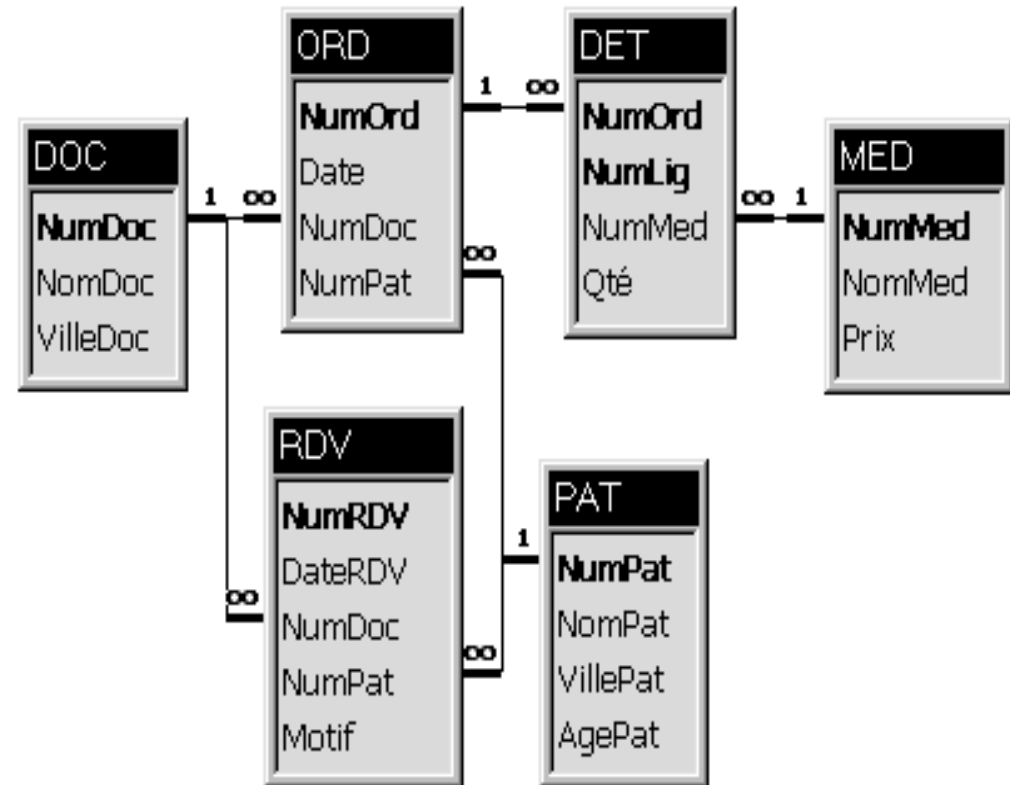 DOC
NumDoc
NomDoc
VilleDoc
1
∞
∞
ORD
NumOrd
Date
NumDoc
NumPat
1
∞
∞
DET
NumOrd
NumLig
NumMed
Qté
∞
1
MED
NumMed
NomMed
Prix
RDV
NumRDV
DateRDV
NumDoc
NumPat
Motif
∞
1
PAT
NumPat
NomPat
VillePat
AgePat